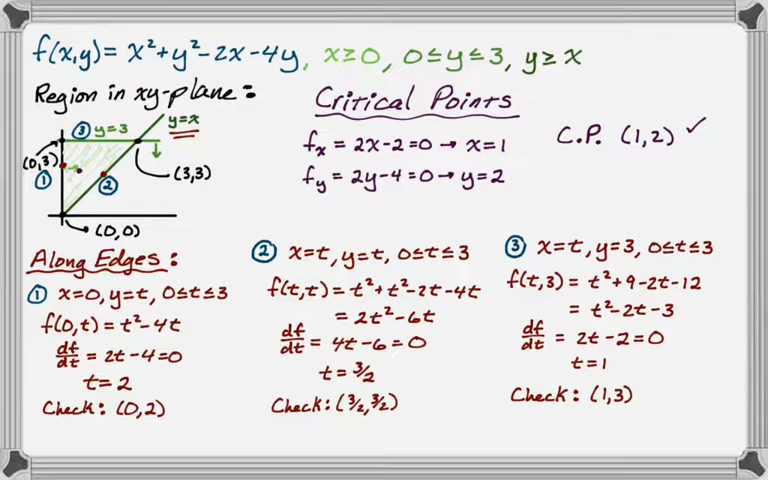 f(x,y) = x² + y² - 2x - 4y, x ≥ 0, 0 ≤ y ≤ 3, y ≥ x
Region in xy-plane:
③ y=3
y=x
(0,3)
①
②
(3,3)
(0,0)
Critical Points
fx = 2x-2 = 0 → x=1
fy = 2y-4 = 0 → y=2
C.P. (1,2) ✓
Along Edges:
① x=0, y=t, 0≤t≤3
f(0,t) = t² - 4t
df/dt = 2t-4 = 0
t=2
Check: (0,2)
② x=t, y=t, 0≤t≤3
f(t,t) = t² + t² - 2t - 4t
= 2t² - 6t
df/dt = 4t-6 = 0
t = 3/2
Check: (3/2, 3/2)
③ x=t, y=3, 0≤t≤3
f(t,3) = t² + 9 - 2t - 12
= t² - 2t - 3
df/dt = 2t-2 = 0
t=1
Check: (1,3)